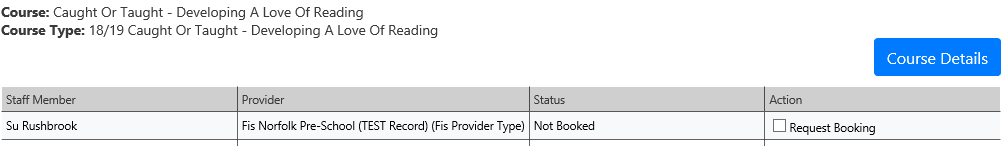 Course: Caught Or Taught - Developing A Love Of Reading
Course Type: 18/19 Caught Or Taught - Developing A Love Of Reading
Course Details
Staff Member Provider Status Action
Su Rushbrook Fis Norfolk Pre-School (TEST Record) (Fis Provider Type) Not Booked Request Booking